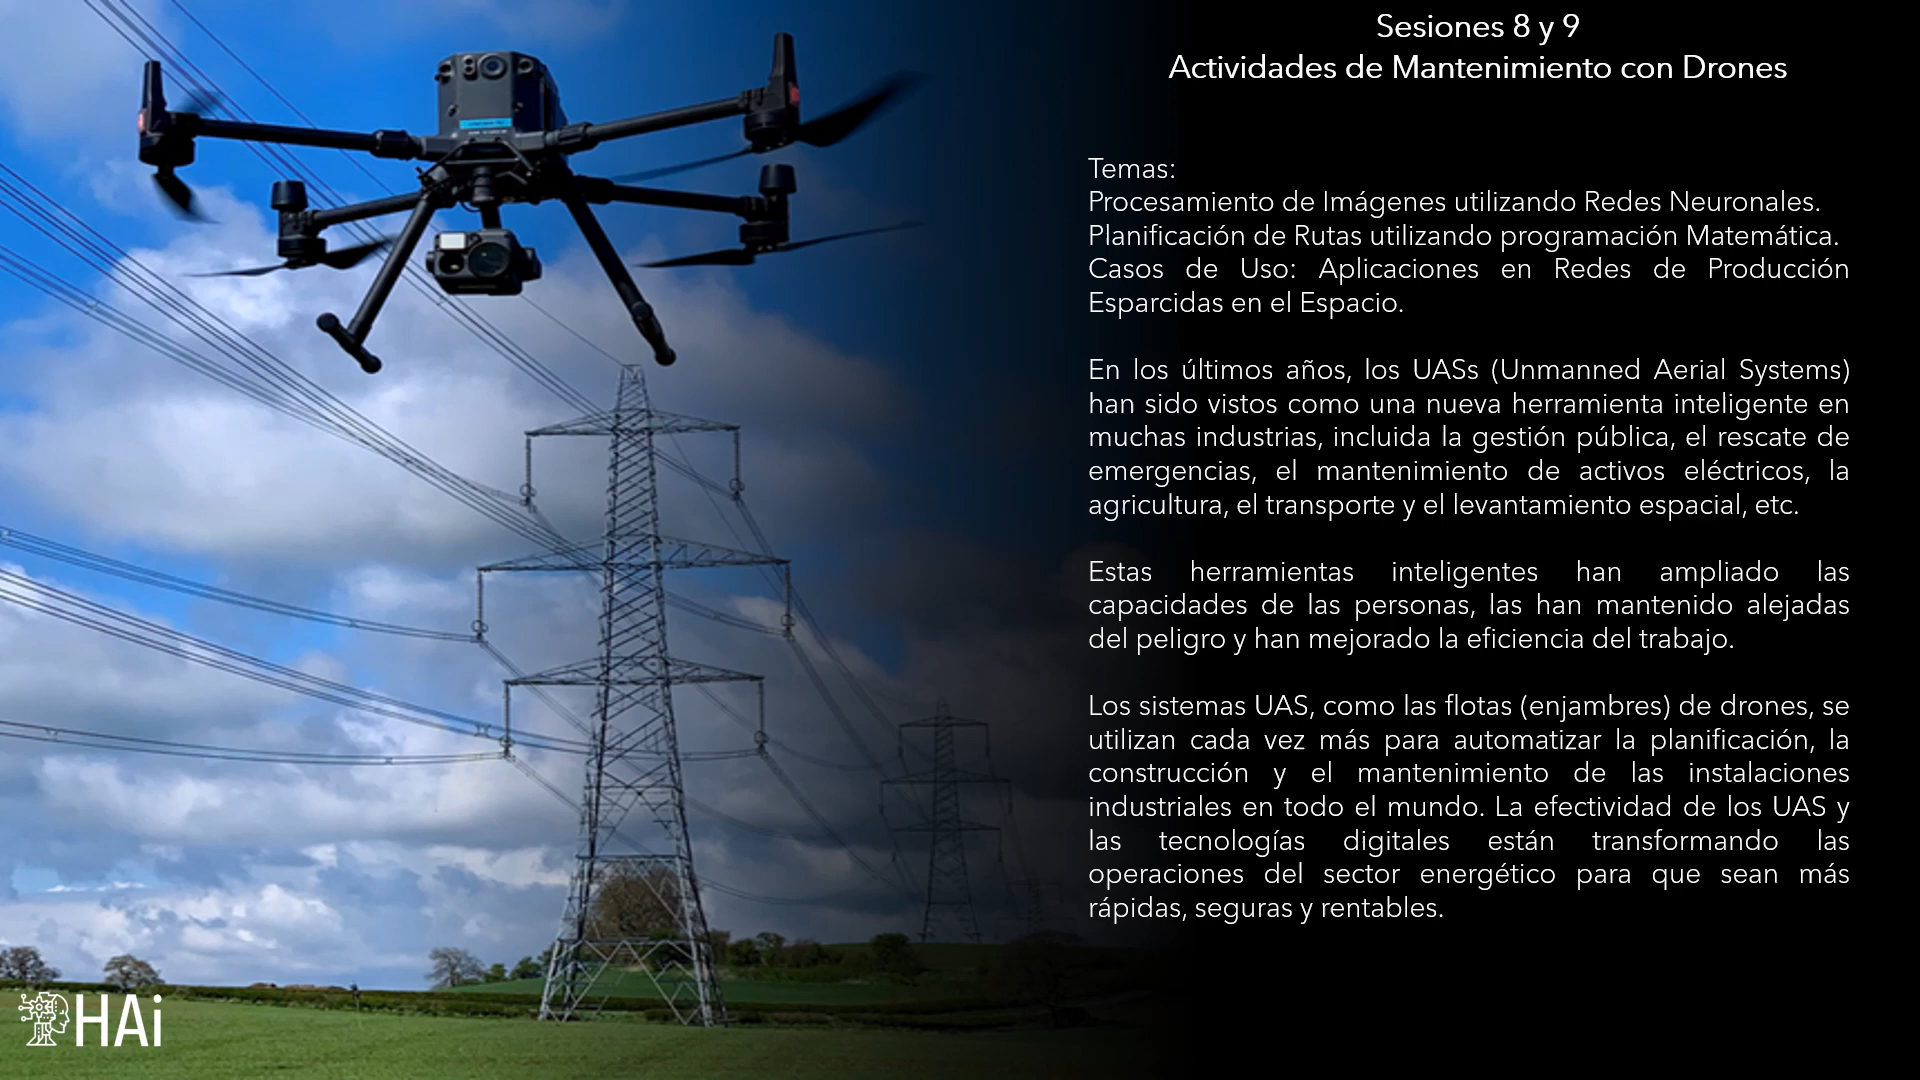 Sesiones 8 y 9
Actividades de Mantenimiento con Drones
Temas:
Procesamiento de Imágenes utilizando Redes Neuronales.
Planificación de Rutas utilizando programación Matemática.
Casos de Uso: Aplicaciones en Redes de Producción
Esparcidas en el Espacio.
En los últimos años, los UASs (Unmanned Aerial Systems)
han sido vistos como una nueva herramienta inteligente en
muchas industrias, incluida la gestión pública, el rescate de
emergencias, el mantenimiento de activos eléctricos, la
agricultura, el transporte y el levantamiento espacial, etc.
Estas herramientas inteligentes han ampliado las
capacidades de las personas, las han mantenido alejadas
del peligro y han mejorado la eficiencia del trabajo.
Los sistemas UAS, como las flotas (enjambres) de drones, se
utilizan cada vez más para automatizar la planificación, la
construcción y el mantenimiento de las instalaciones
industriales en todo el mundo. La efectividad de los UAS y
las tecnologías digitales están transformando las
operaciones del sector energético para que sean más
rápidas, seguras y rentables.
HAi